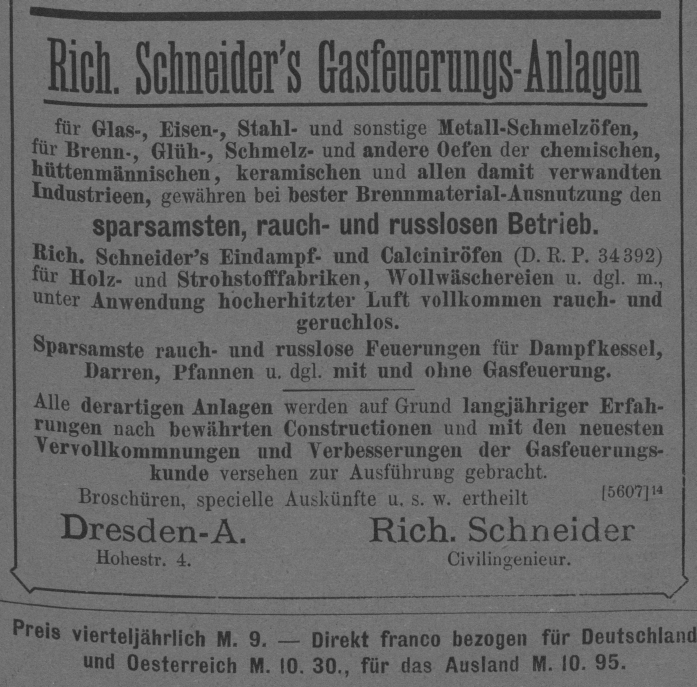 Rich. Schneider's Gasfeuerungs-Anlagen
für Glas-, Eisen-, Stahl- und sonstige Metall-Schmelzöfen,
für Brenn-, Glüh-, Schmelz- und andere Oefen der chemischen,
hüttenmännischen, keramischen und allen damit verwandten
Industrieen, gewähren bei bester Brennmaterial-Ausnutzung den
sparsamsten, rauch- und russlosen Betrieb.
Rich. Schneider's Eindampf- und Calciniröfen (D. R. P. 34392)
für Holz- und Strohstofffabriken, Wollwäschereien u. dgl. m.,
unter Anwendung hocherhitzter Luft vollkommen rauch- und
geruchlos.
Sparsamste rauch- und russlose Feuerungen für Dampfkessel,
Darren, Pfannen u. dgl. mit und ohne Gasfeuerung.
Alle derartigen Anlagen werden auf Grund langjähriger Erfah-
rungen nach bewährten Constructionen und mit den neuesten
Vervollkommnungen und Verbesserungen der Gasfeuerungs-
kunde versehen zur Ausführung gebracht.
Broschüren, specielle Auskünfte u. s. w. ertheilt [5607]14
Dresden-A. Rich. Schneider
Hohestr. 4. Civilingenieur.
Preis vierteljährlich M. 9. — Direkt franco bezogen für Deutschland
und Oesterreich M. 10. 30., für das Ausland M. 10. 95.